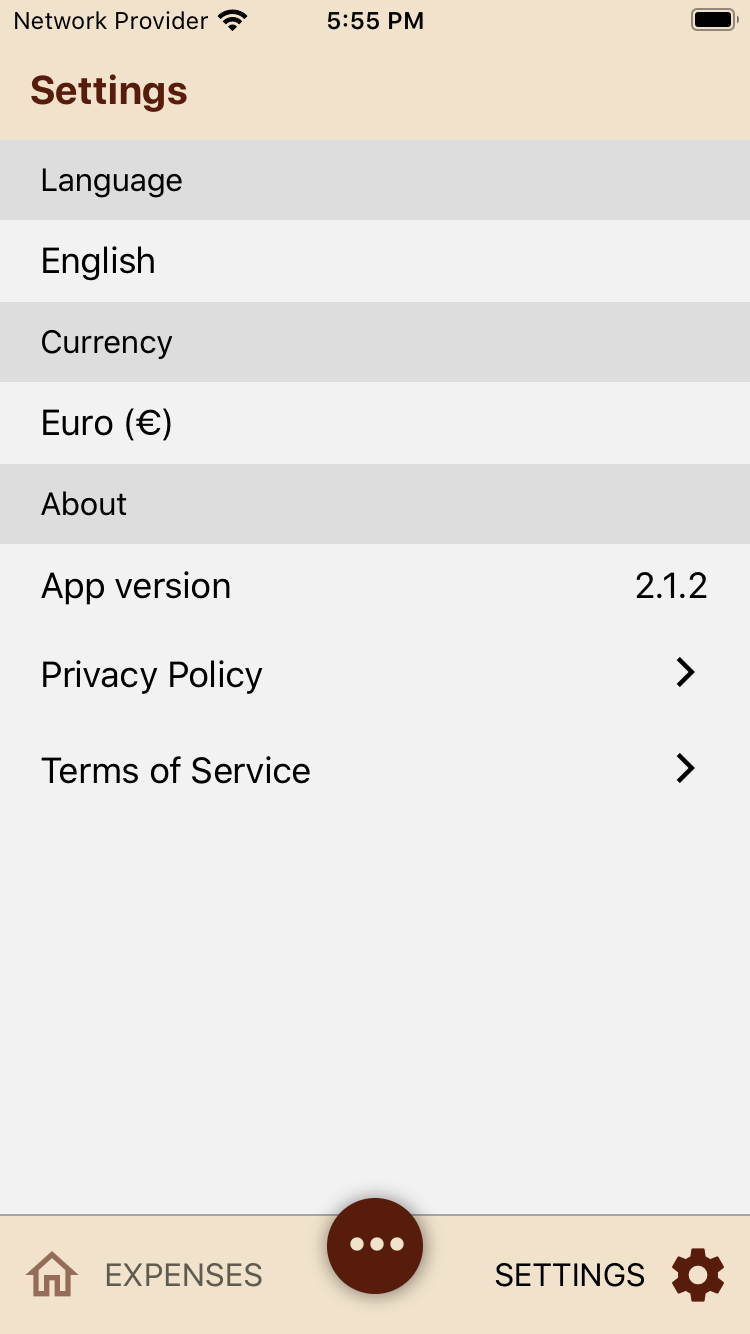 Network Provider 5:55 PM
Settings
Language
English
Currency
Euro (€)
About
App version 2.1.2
Privacy Policy
Terms of Service
EXPENSES SETTINGS